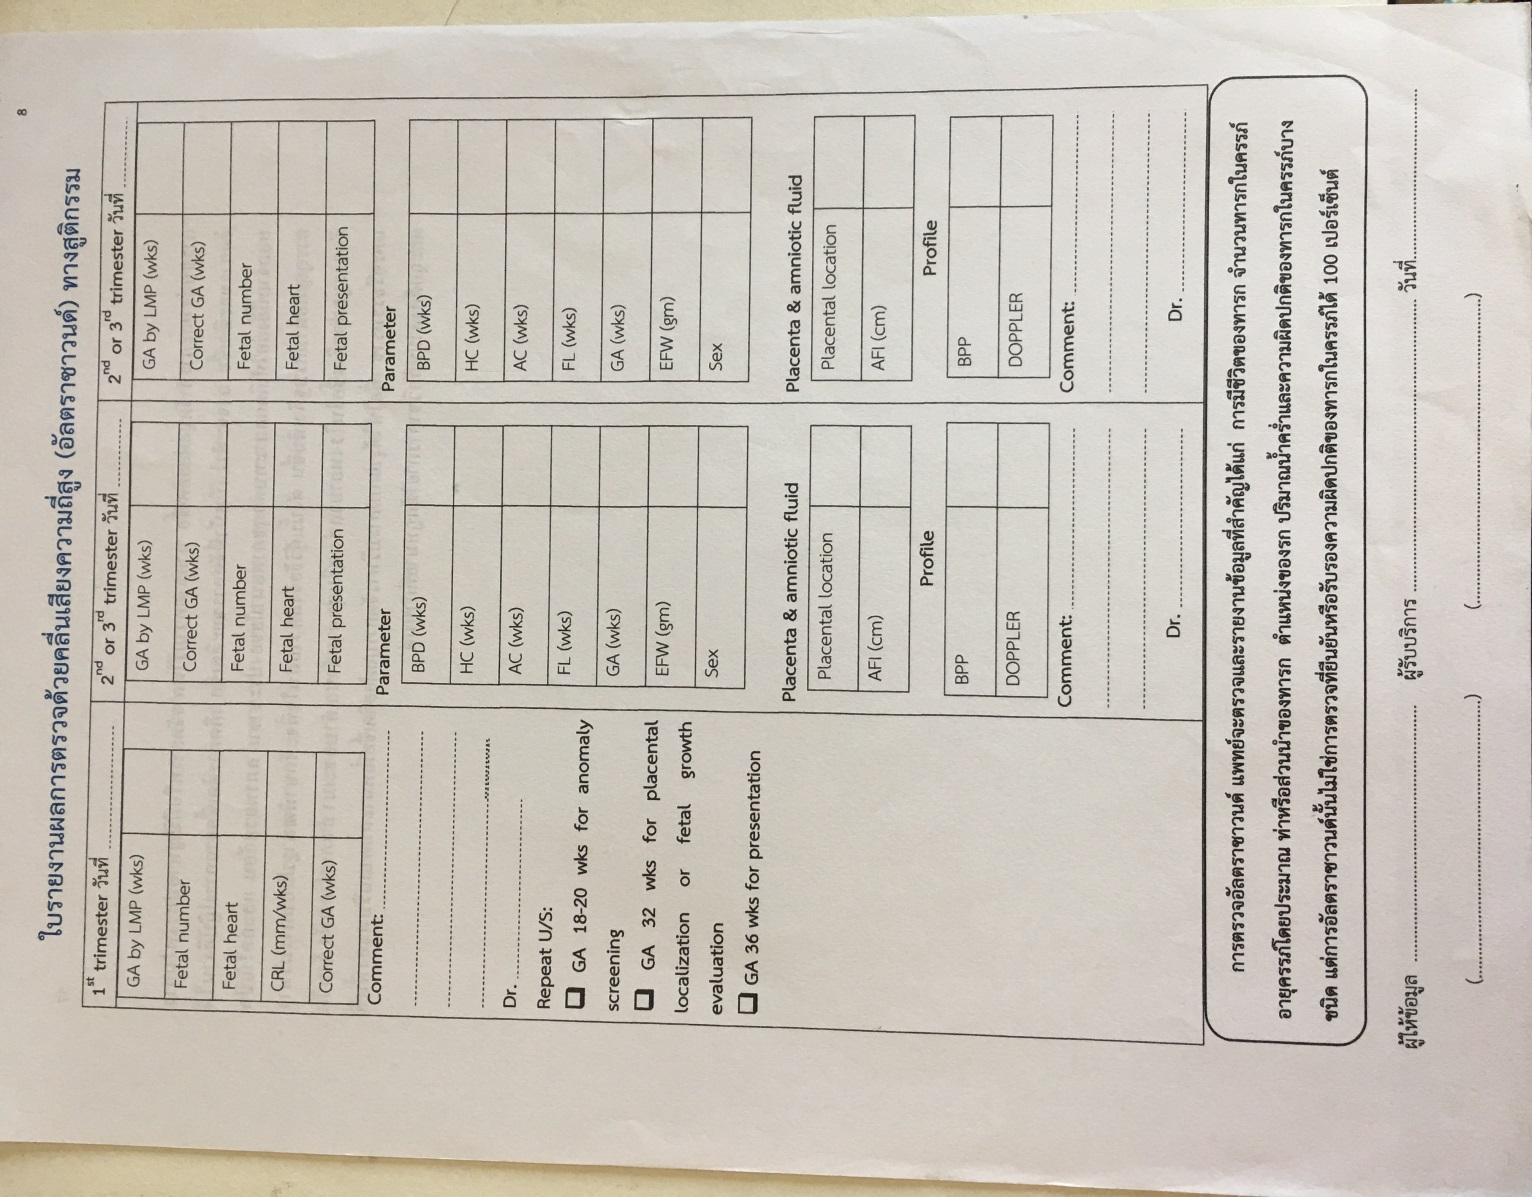 8
ใบรายงานผลการตรวจด้วยคลื่นเสียงความถี่สูง (อัลตราซาวนด์) ทางสูติกรรม
1st trimester วันที่ ....................
GA by LMP (wks)
Fetal number
Fetal heart
CRL (mm/wks)
Correct GA (wks)
Comment: ....................
Dr. ....................
Repeat U/S:
❑ GA 18-20 wks for anomaly
screening
❑ GA 32 wks for placental
localization or fetal growth
evaluation
❑ GA 36 wks for presentation
2nd or 3rd trimester วันที่ ....................
GA by LMP (wks)
Correct GA (wks)
Fetal number
Fetal heart
Fetal presentation
Parameter
BPD (wks)
HC (wks)
AC (wks)
FL (wks)
GA (wks)
EFW (gm)
Sex
Placenta & amniotic fluid
Placental location
AFI (cm)
Profile
BPP
DOPPLER
Comment: ....................
Dr. ....................
2nd or 3rd trimester วันที่ ....................
GA by LMP (wks)
Correct GA (wks)
Fetal number
Fetal heart
Fetal presentation
Parameter
BPD (wks)
HC (wks)
AC (wks)
FL (wks)
GA (wks)
EFW (gm)
Sex
Placenta & amniotic fluid
Placental location
AFI (cm)
Profile
BPP
DOPPLER
Comment: ....................
Dr. ....................
การตรวจอัลตราซาวนด์ แพทย์จะตรวจและรายงานข้อมูลที่สำคัญได้แก่ การมีชีวิตของทารก จำนวนทารกในครรภ์
อายุครรภ์โดยประมาณ ท่าหรือส่วนนำของทารก ตำแหน่งของรก ปริมาณน้ำคร่ำและความผิดปกติของทารกในครรภ์บาง
ชนิด แต่การอัลตราซาวนด์นั้นไม่ใช่การตรวจที่ยืนยันหรือรับรองความผิดปกติของทารกในครรภ์ได้ 100 เปอร์เซ็นต์
ผู้ให้ข้อมูล .................... ผู้รับบริการ .................... วันที่....................
(....................) (....................)